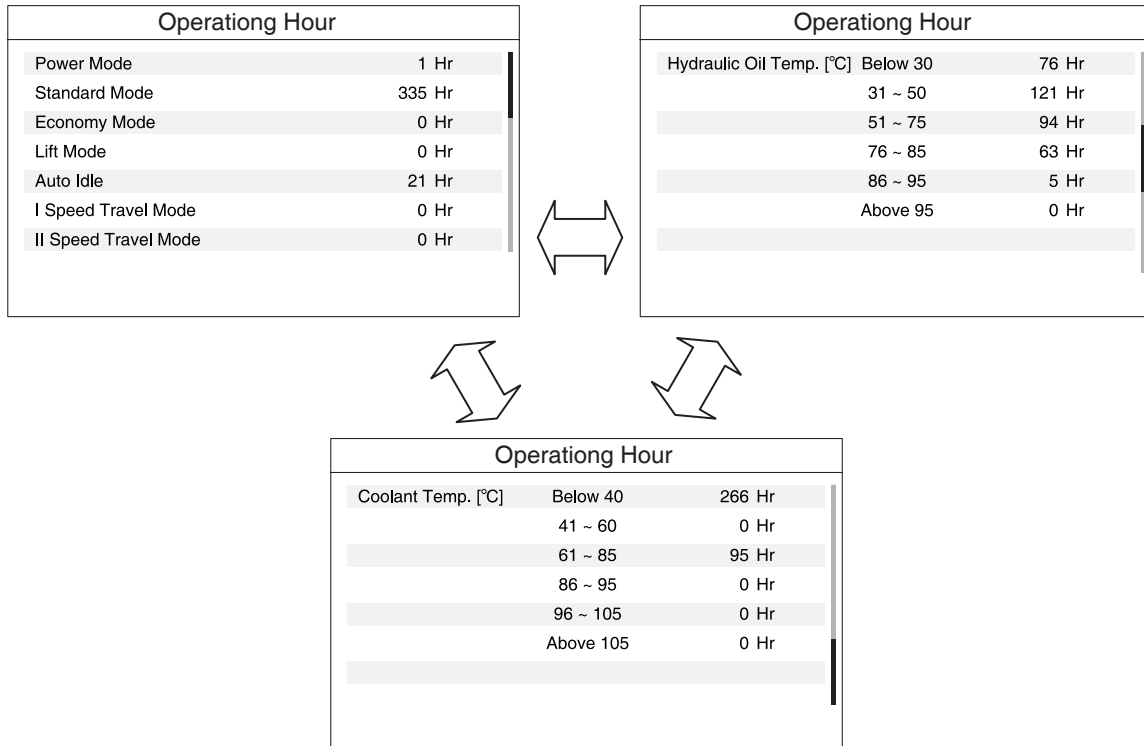 Operationg Hour
Power Mode 1 Hr
Standard Mode 335 Hr
Economy Mode 0 Hr
Lift Mode 0 Hr
Auto Idle 21 Hr
I Speed Travel Mode 0 Hr
II Speed Travel Mode 0 Hr
Operationg Hour
Hydraulic Oil Temp. [°C] Below 30 76 Hr
31 ~ 50 121 Hr
51 ~ 75 94 Hr
76 ~ 85 63 Hr
86 ~ 95 5 Hr
Above 95 0 Hr
Operationg Hour
Coolant Temp. [°C] Below 40 266 Hr
41 ~ 60 0 Hr
61 ~ 85 95 Hr
86 ~ 95 0 Hr
96 ~ 105 0 Hr
Above 105 0 Hr